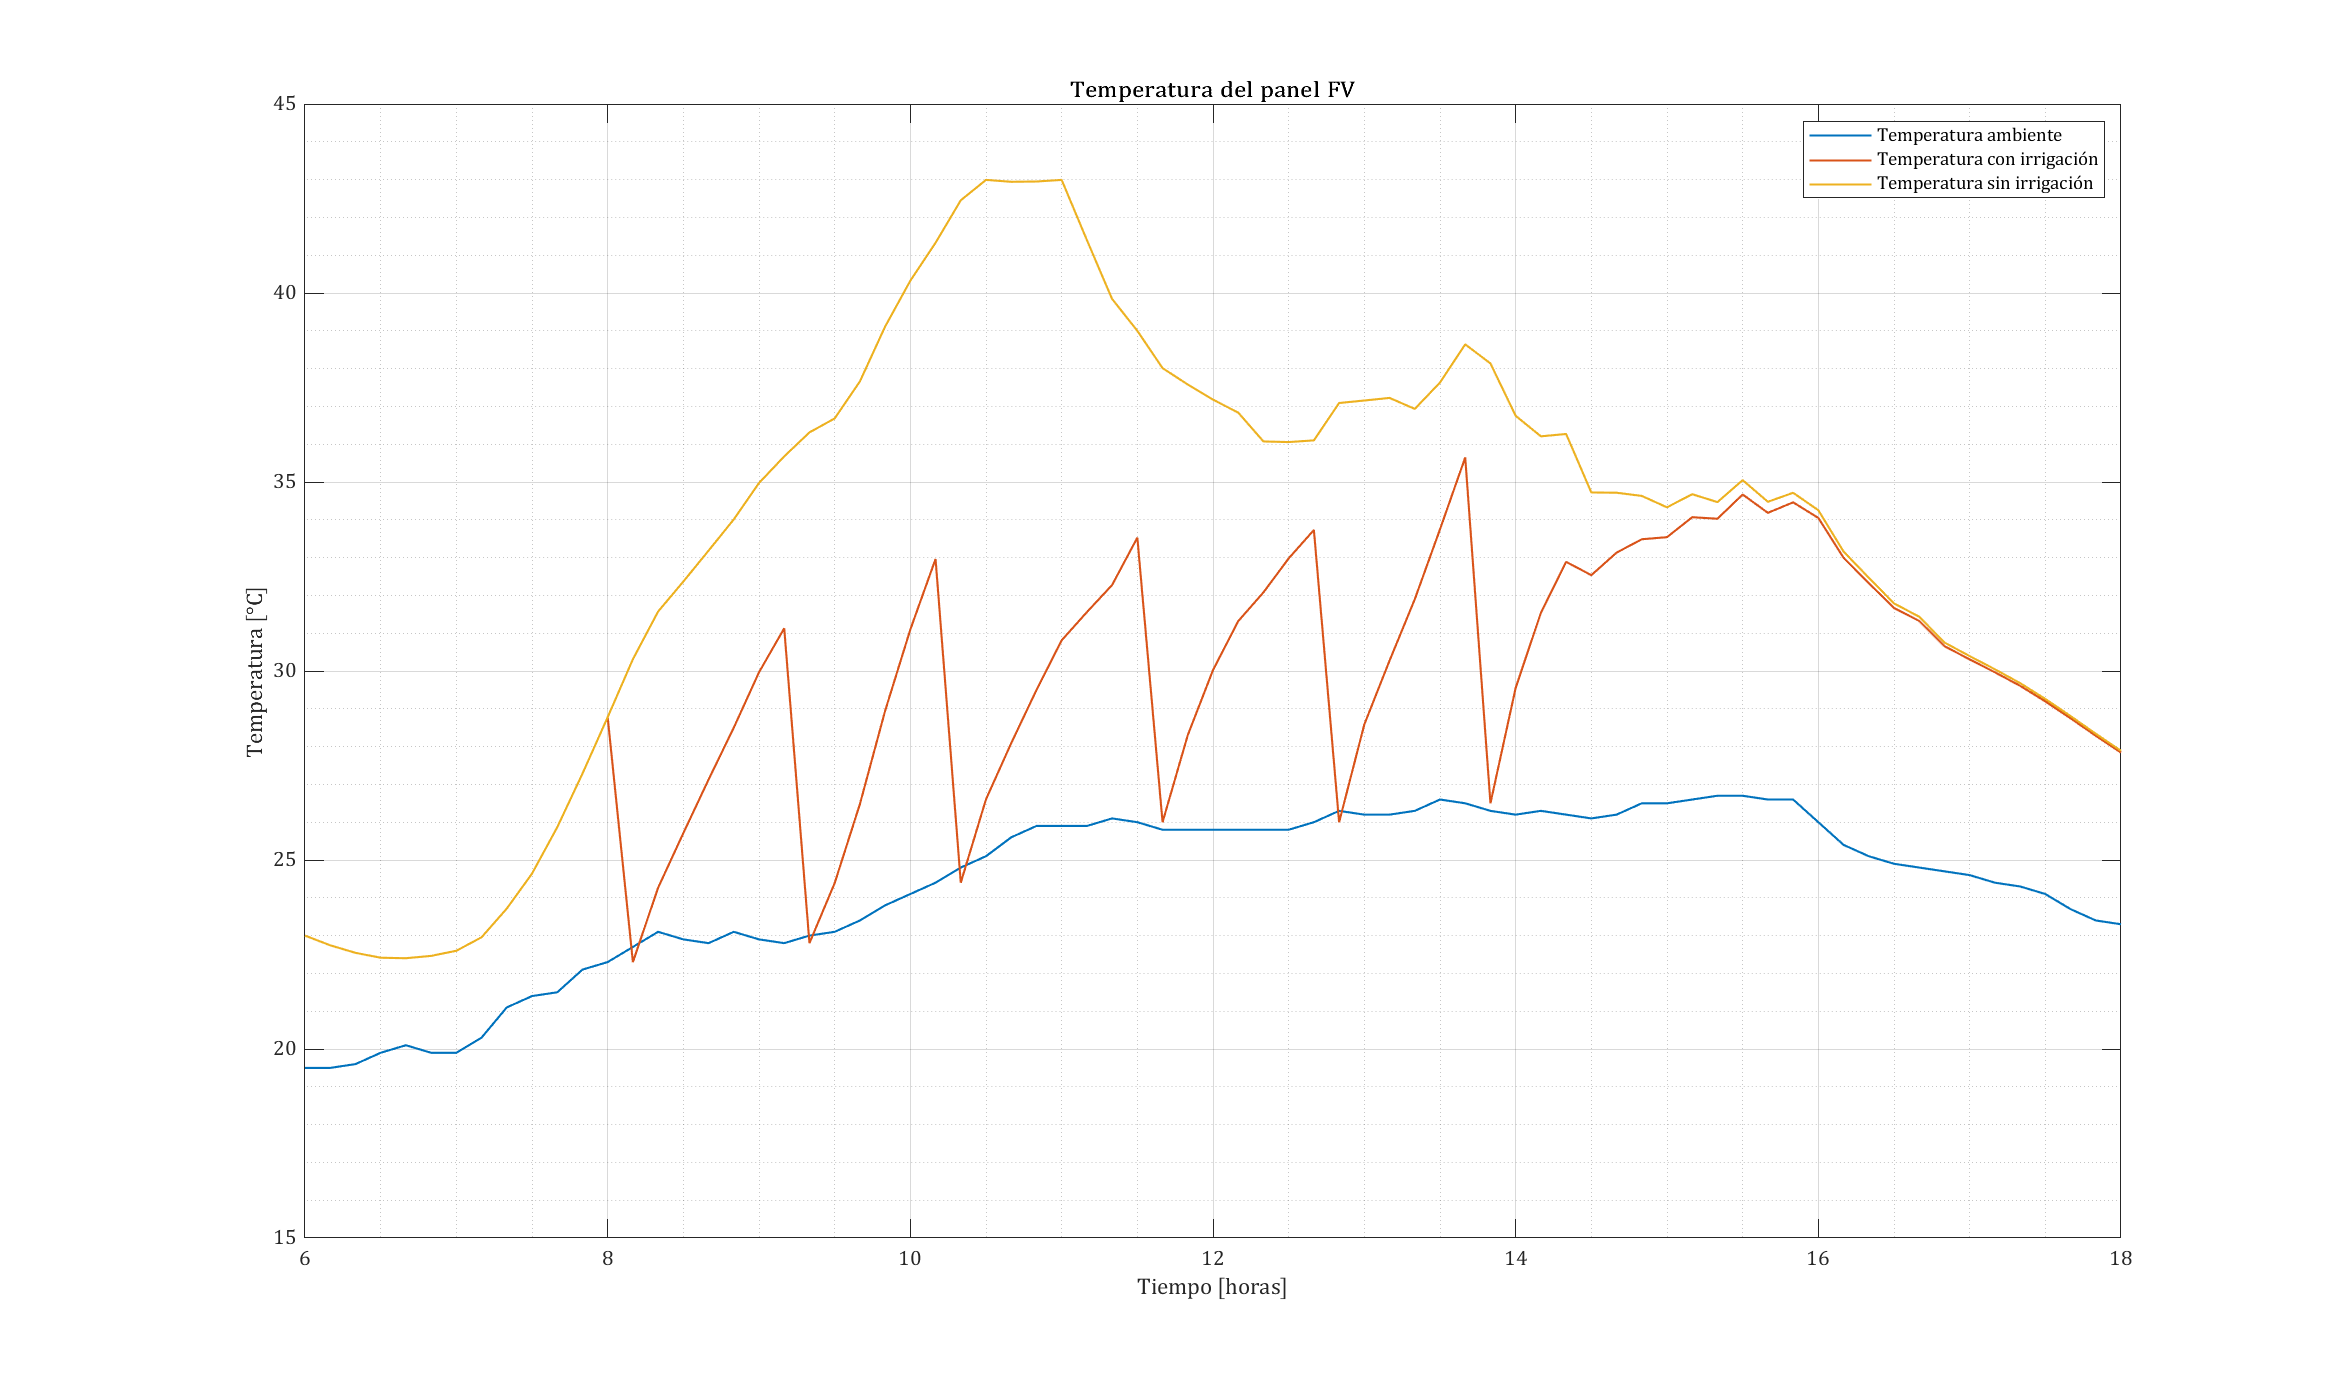 Temperatura del panel FV
Temperatura ambiente
Temperatura con irrigación
Temperatura sin irrigación
45
40
35
30
25
20
15
Temperatura [°C]
6 8 10 12 14 16 18
Tiempo [horas]